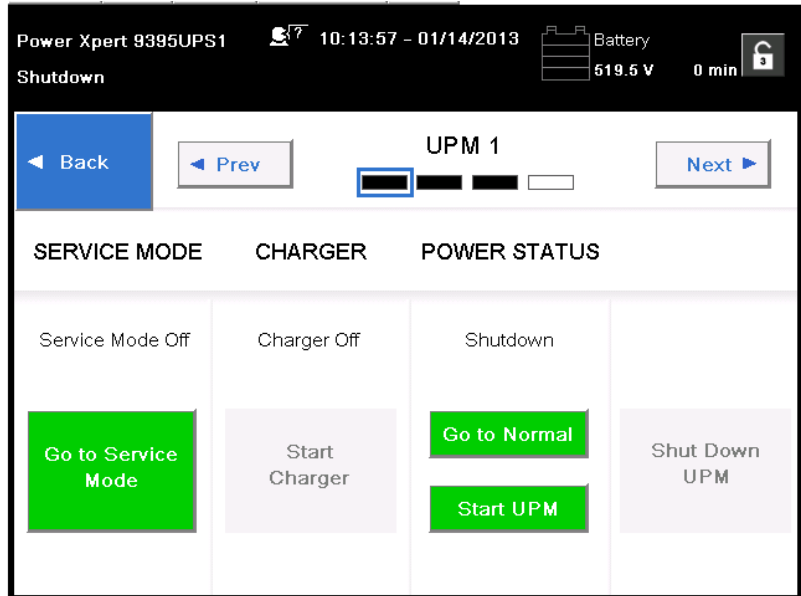 Power Xpert 9395UPS1
? 10:13:57 - 01/14/2013
Battery
Shutdown
519.5 V 0 min
3
Back
Prev
UPM 1
Next
SERVICE MODE CHARGER POWER STATUS
Service Mode Off Charger Off Shutdown
Go to Service
Mode
Start
Charger
Go to Normal
Start UPM
Shut Down
UPM